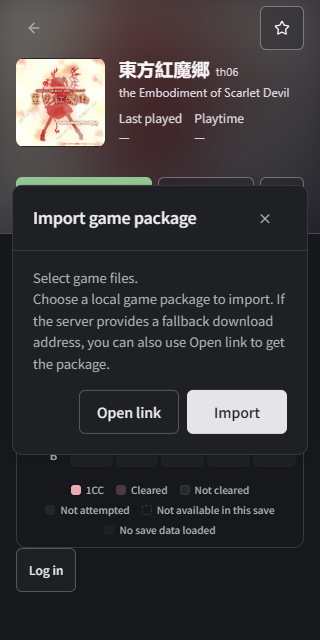 東方紅魔郷 th06
the Embodiment of Scarlet Devil
Last played Playtime
— —
Import game package
Select game files.
Choose a local game package to import. If
the server provides a fallback download
address, you can also use Open link to get
the package.
Open link Import
B
1CC Cleared Not cleared
Not attempted Not available in this save
No save data loaded
Log in